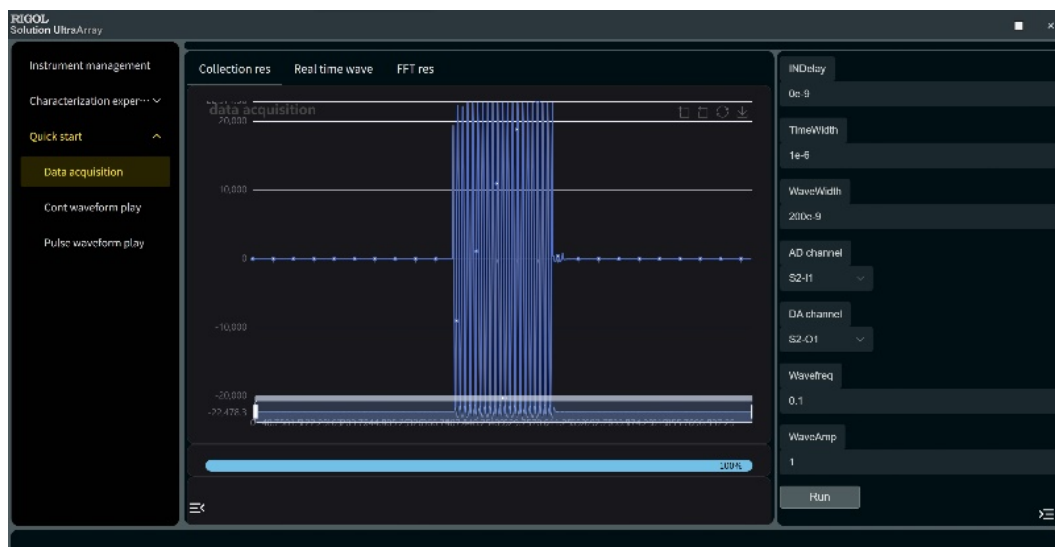 RIGOL
Solution UltraArray
Instrument management
Characterization exper···
Quick start
Data acquisition
Cont waveform play
Pulse waveform play
Collection res Real time wave FFT res
data acquisition
20,000
10,000
0
-10,000
-20,000
-22,478.3
100%
INDelay
0e-9
TimeWidth
1e-6
WaveWidth
200e-9
AD channel
S2-I1
DA channel
S2-O1
Wavefreq
0.1
WaveAmp
1
Run